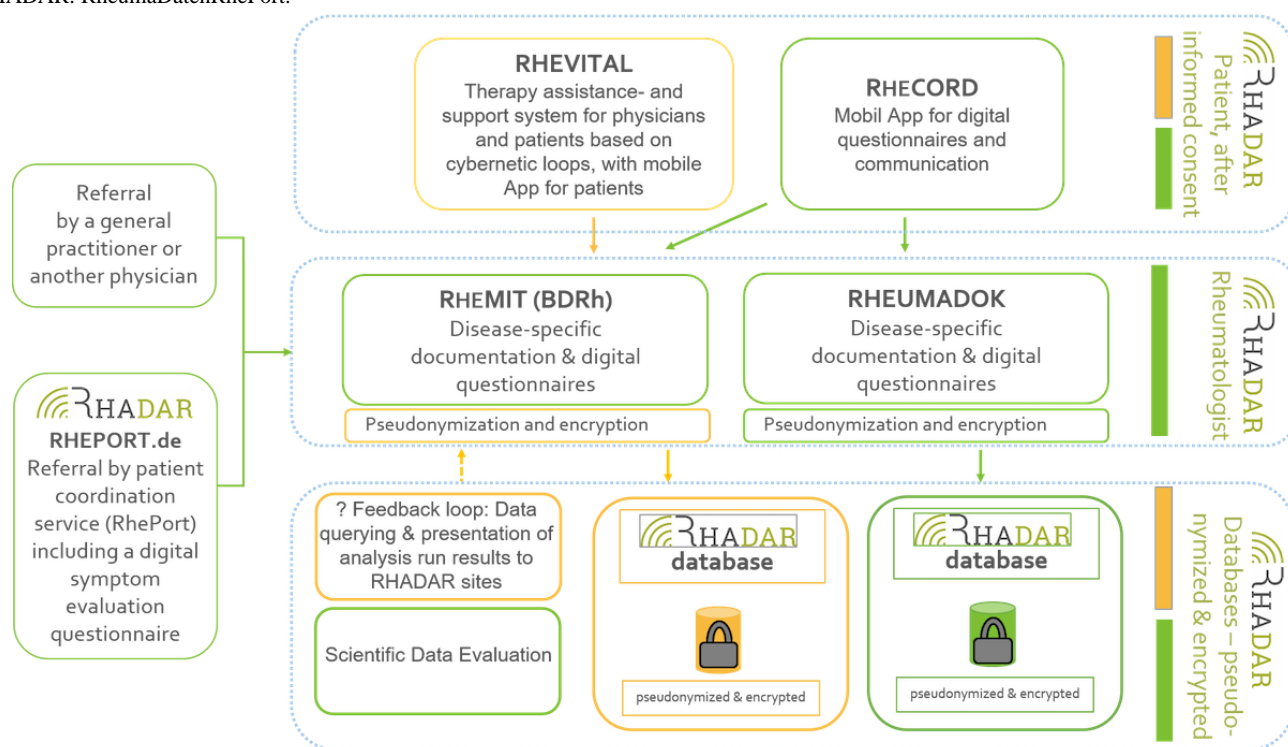 HADAR: RheumaDatenRhePort.
RHEVITAL
Therapy assistance- and
support system for physicians
and patients based on
cybernetic loops, with mobile
App for patients
RHECORD
Mobil App for digital
questionnaires and
communication
Patient, after
informed consent
RHADAR
Referral
by a general
practitioner or
another physician
RHADAR
RHEPORT.de
Referral by patient
coordination
service (RhePort)
including a digital
symptom
evaluation
questionnaire
RHEMIT (BDRh)
Disease-specific
documentation & digital
questionnaires
Pseudonymization and encryption
RHEUMADOK
Disease-specific
documentation & digital
questionnaires
Pseudonymization and encryption
Rheumatologist
RHADAR
? Feedback loop: Data
querying & presentation of
analysis run results to
RHADAR sites
Scientific Data Evaluation
RHADAR
database
pseudonymized & encrypted
RHADAR
database
pseudonymized & encrypted
Databases – pseudo-
nymized & encrypted
RHADAR